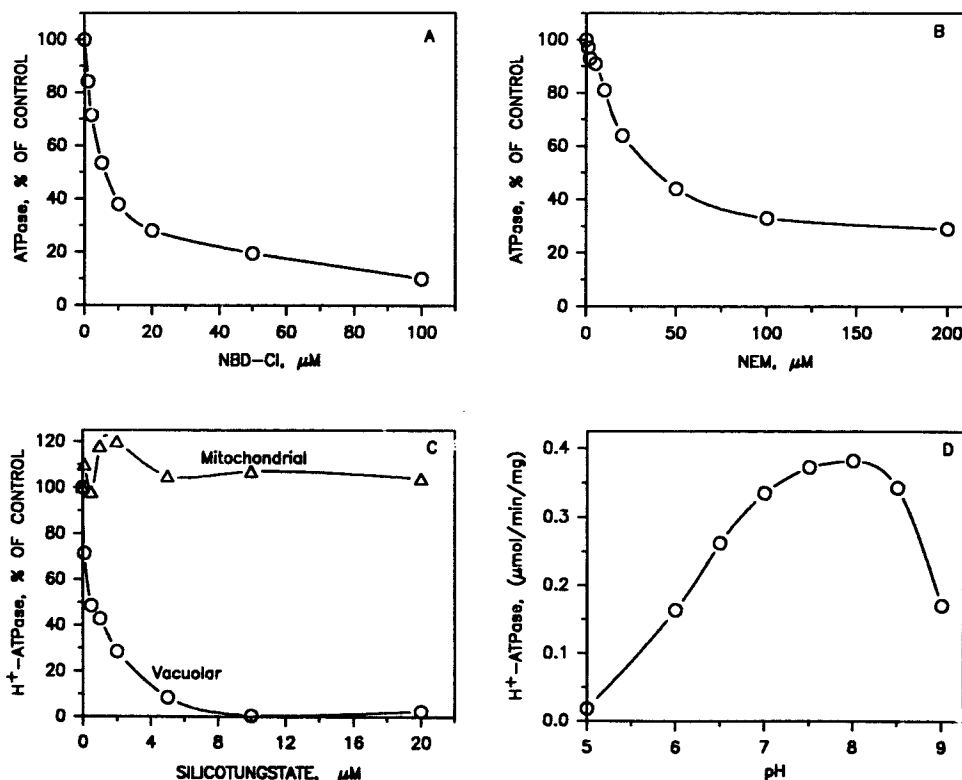 A
ATPase, % OF CONTROL
100
80
60
40
20
0
0 20 40 60 80 100
NBD-Cl, μM
B
ATPase, % OF CONTROL
100
80
60
40
20
0
0 50 100 150 200
NEM, μM
C
H+-ATPase, % OF CONTROL
120
100
80
60
40
20
0
Mitochondrial
Vacuolar
0 4 8 12 16 20
SILICOTUNGSTATE, μM
D
H+-ATPase, (μmol/min/mg)
0.4
0.3
0.2
0.1
0.0
5 6 7 8 9
pH